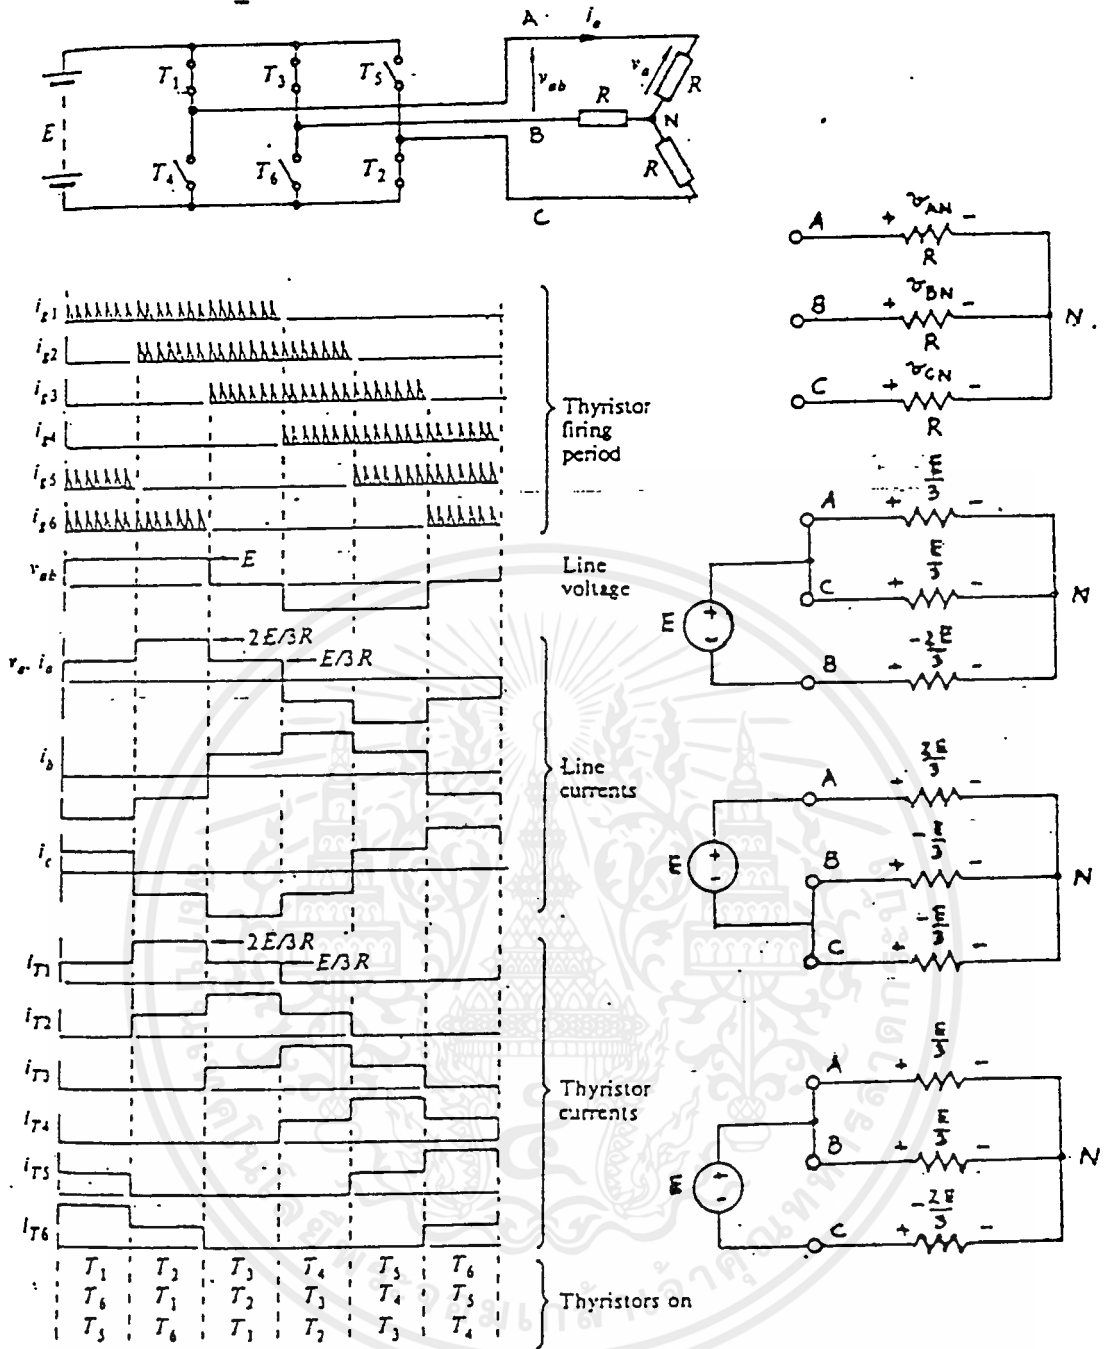 A
i_a
T_1
T_3
T_5
v_ab
v_a
R
R
N
E
B
R
T_4
T_6
T_2
C
A
+ v_AN -
R
B
+ v_BN -
R
N
C
+ v_CN -
R
i_g1
i_g2
i_g3
i_g4
i_g5
i_g6
Thyristor
firing
period
v_ab
E
Line
voltage
A
+ E/3 -
C
+ E/3 -
N
E
+
-
B
+ -2E/3 -
v_a, i_a
2E/3R
E/3R
i_b
i_c
Line
currents
A
+ 2E/3 -
E
+
-
B
+ -E/3 -
N
C
+ -E/3 -
i_T1
2E/3R
E/3R
i_T2
i_T3
i_T4
i_T5
i_T6
Thyristor
currents
A
+ E/3 -
B
+ E/3 -
N
E
+
-
C
+ -2E/3 -
T_1 T_2 T_3 T_4 T_5 T_6
T_6 T_1 T_2 T_3 T_4 T_5
T_5 T_6 T_1 T_2 T_3 T_4
Thyristors on